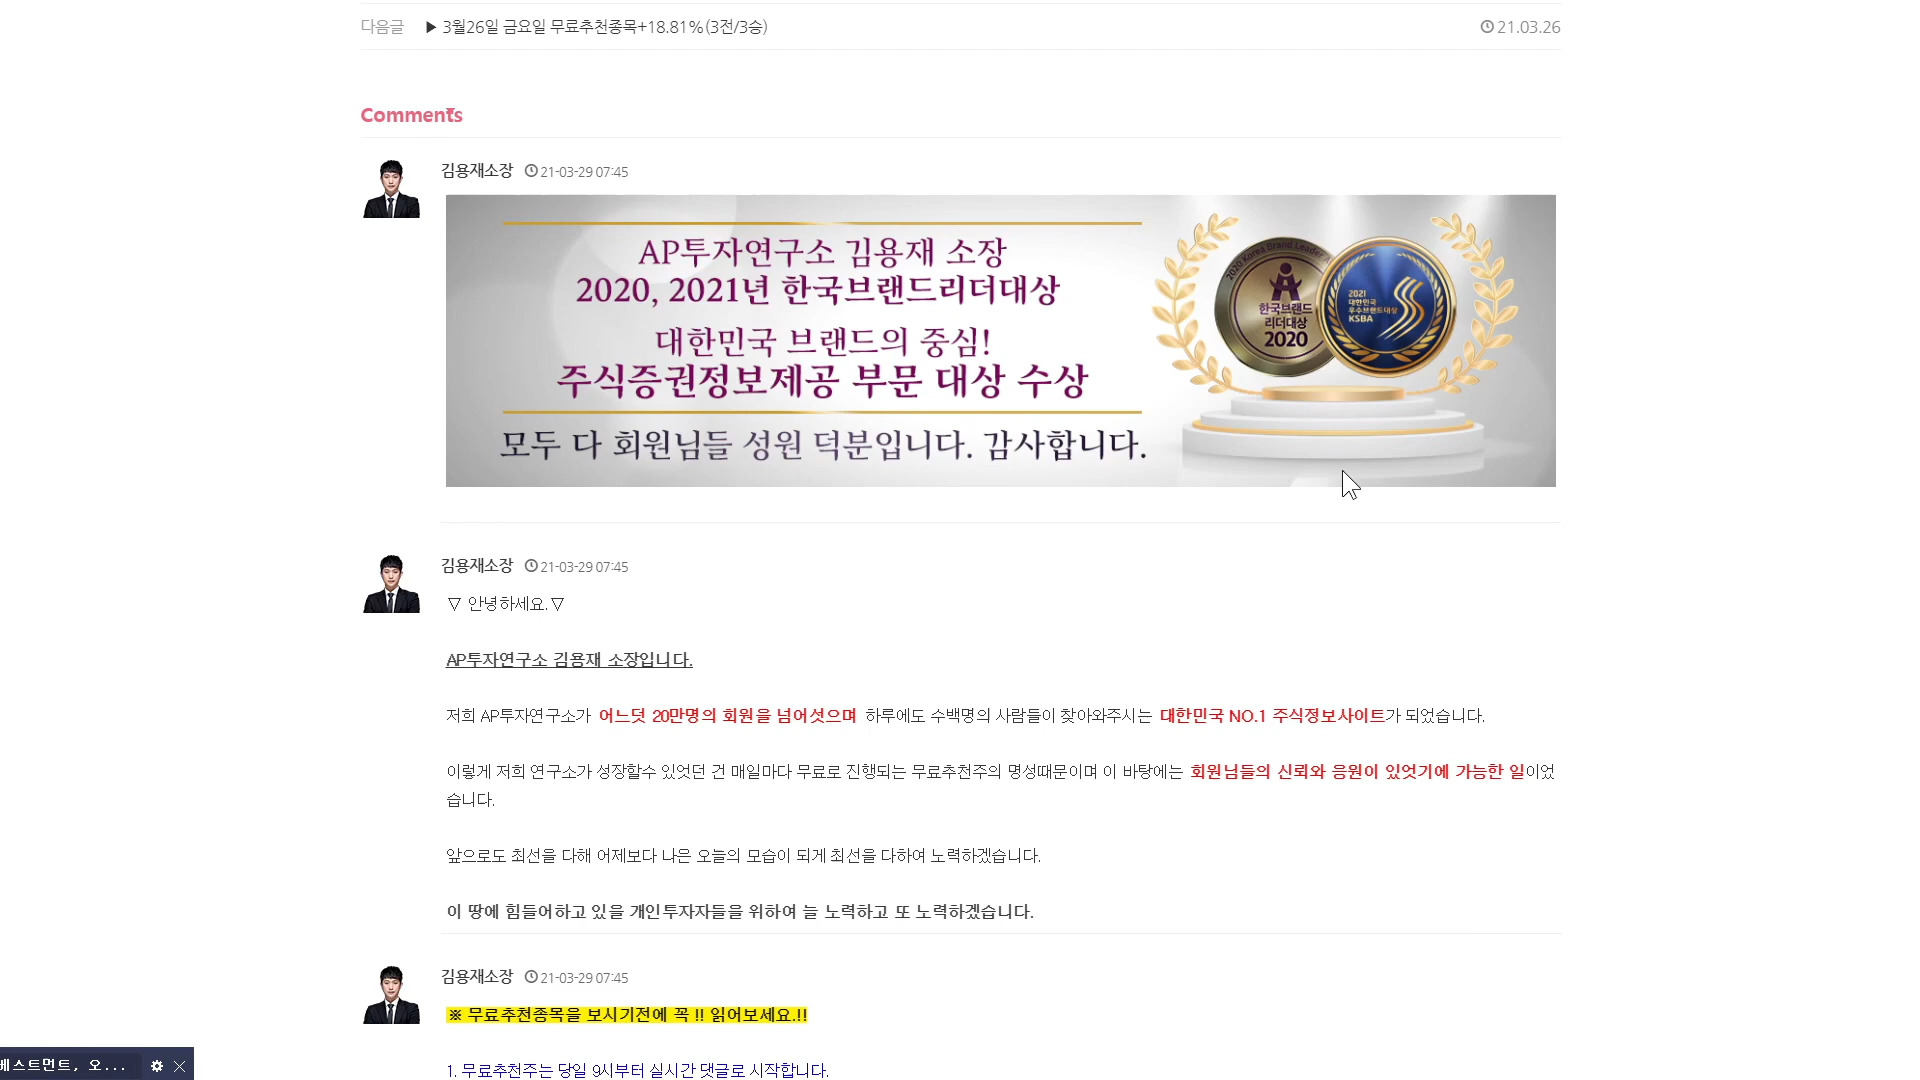 다음글 ▶ 3월26일 금요일 무료추천종목+18.81%(3전/3승) 21.03.26
Comments
김용재소장 21-03-29 07:45
AP투자연구소 김용재 소장
2020, 2021년 한국브랜드리더대상
대한민국 브랜드의 중심!
주식증권정보제공 부문 대상 수상
모두 다 회원님들 성원 덕분입니다. 감사합니다.
2020 Korea Brand Leader
한국브랜드
리더대상
2020
2021
대한민국
우수브랜드대상
KSBA
김용재소장 21-03-29 07:45
▽ 안녕하세요.▽
AP투자연구소 김용재 소장입니다.
저희 AP투자연구소가 어느덧 20만명의 회원을 넘어섯으며 하루에도 수백명의 사람들이 찾아와주시는 대한민국 NO.1 주식정보사이트가 되었습니다.
이렇게 저희 연구소가 성장할수 있엇던 건 매일마다 무료로 진행되는 무료추천주의 명성때문이며 이 바탕에는 회원님들의 신뢰와 응원이 있엇기에 가능한 일이었
습니다.
앞으로도 최선을 다해 어제보다 나은 오늘의 모습이 되게 최선을 다하여 노력하겠습니다.
이 땅에 힘들어하고 있을 개인투자자들을 위하여 늘 노력하고 또 노력하겠습니다.
김용재소장 21-03-29 07:45
※ 무료추천종목을 보시기전에 꼭 !! 읽어보세요.!!
베스트먼트, 오...
1. 무료추천주는 당일 9시부터 실시간 댓글로 시작합니다.